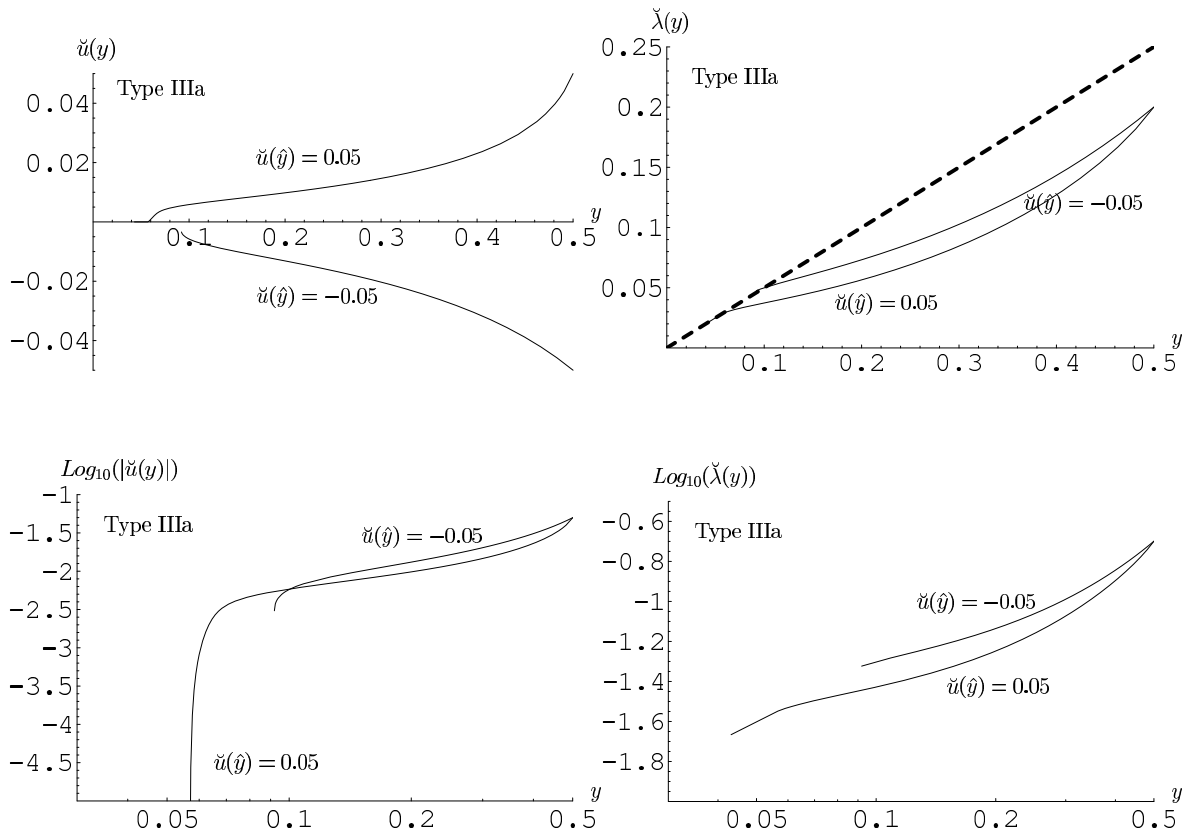 ŭ(y)
Type IIIa
0.04
0.02
ŭ(ŷ) = 0.05
y
0.1 0.2 0.3 0.4 0.5
-0.02
ŭ(ŷ) = −0.05
-0.04
λ̆(y)
0.25
Type IIIa
0.2
0.15
ŭ(ŷ) = −0.05
0.1
0.05
ŭ(ŷ) = 0.05
y
0.1 0.2 0.3 0.4 0.5
Log₁₀(|ŭ(y)|)
-1
Type IIIa
-1.5
ŭ(ŷ) = −0.05
-2
-2.5
-3
-3.5
-4
-4.5
ŭ(ŷ) = 0.05
y
0.05 0.1 0.2 0.5
Log₁₀(λ̆(y))
-0.6
Type IIIa
-0.8
-1
ŭ(ŷ) = −0.05
-1.2
-1.4
ŭ(ŷ) = 0.05
-1.6
-1.8
y
0.05 0.1 0.2 0.5